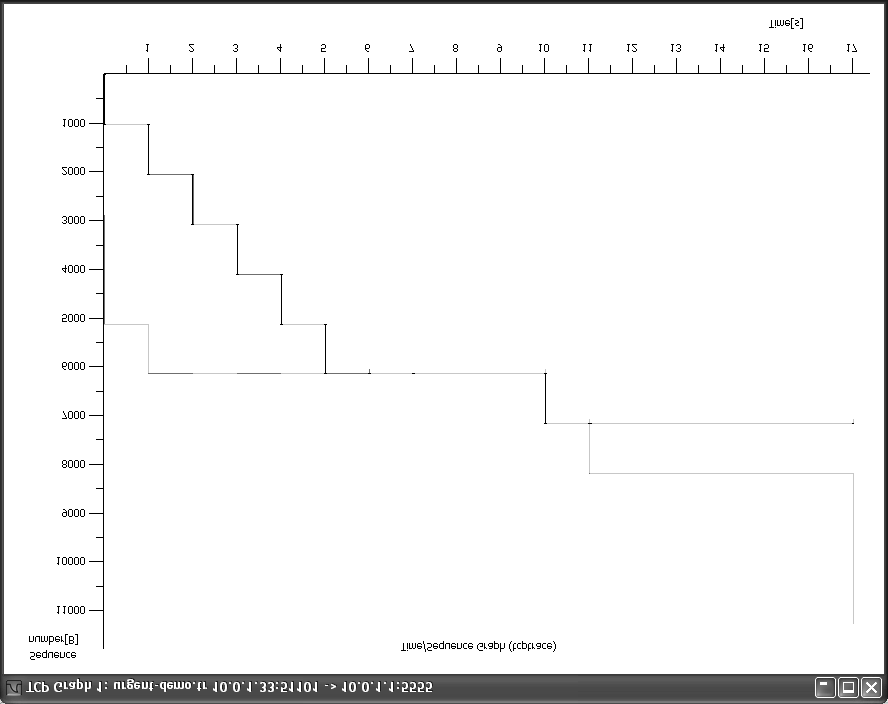 TCP Graph 1: urgent-demo.tr 10.0.1.33:51101 -> 10.0.1.1:5555
Sequence
number[B]
Time/Sequence Graph (tcptrace)
11000
10000
9000
8000
7000
6000
5000
4000
3000
2000
1000
1 2 3 4 5 6 7 8 9 10 11 12 13 14 15 16 17
Time[s]